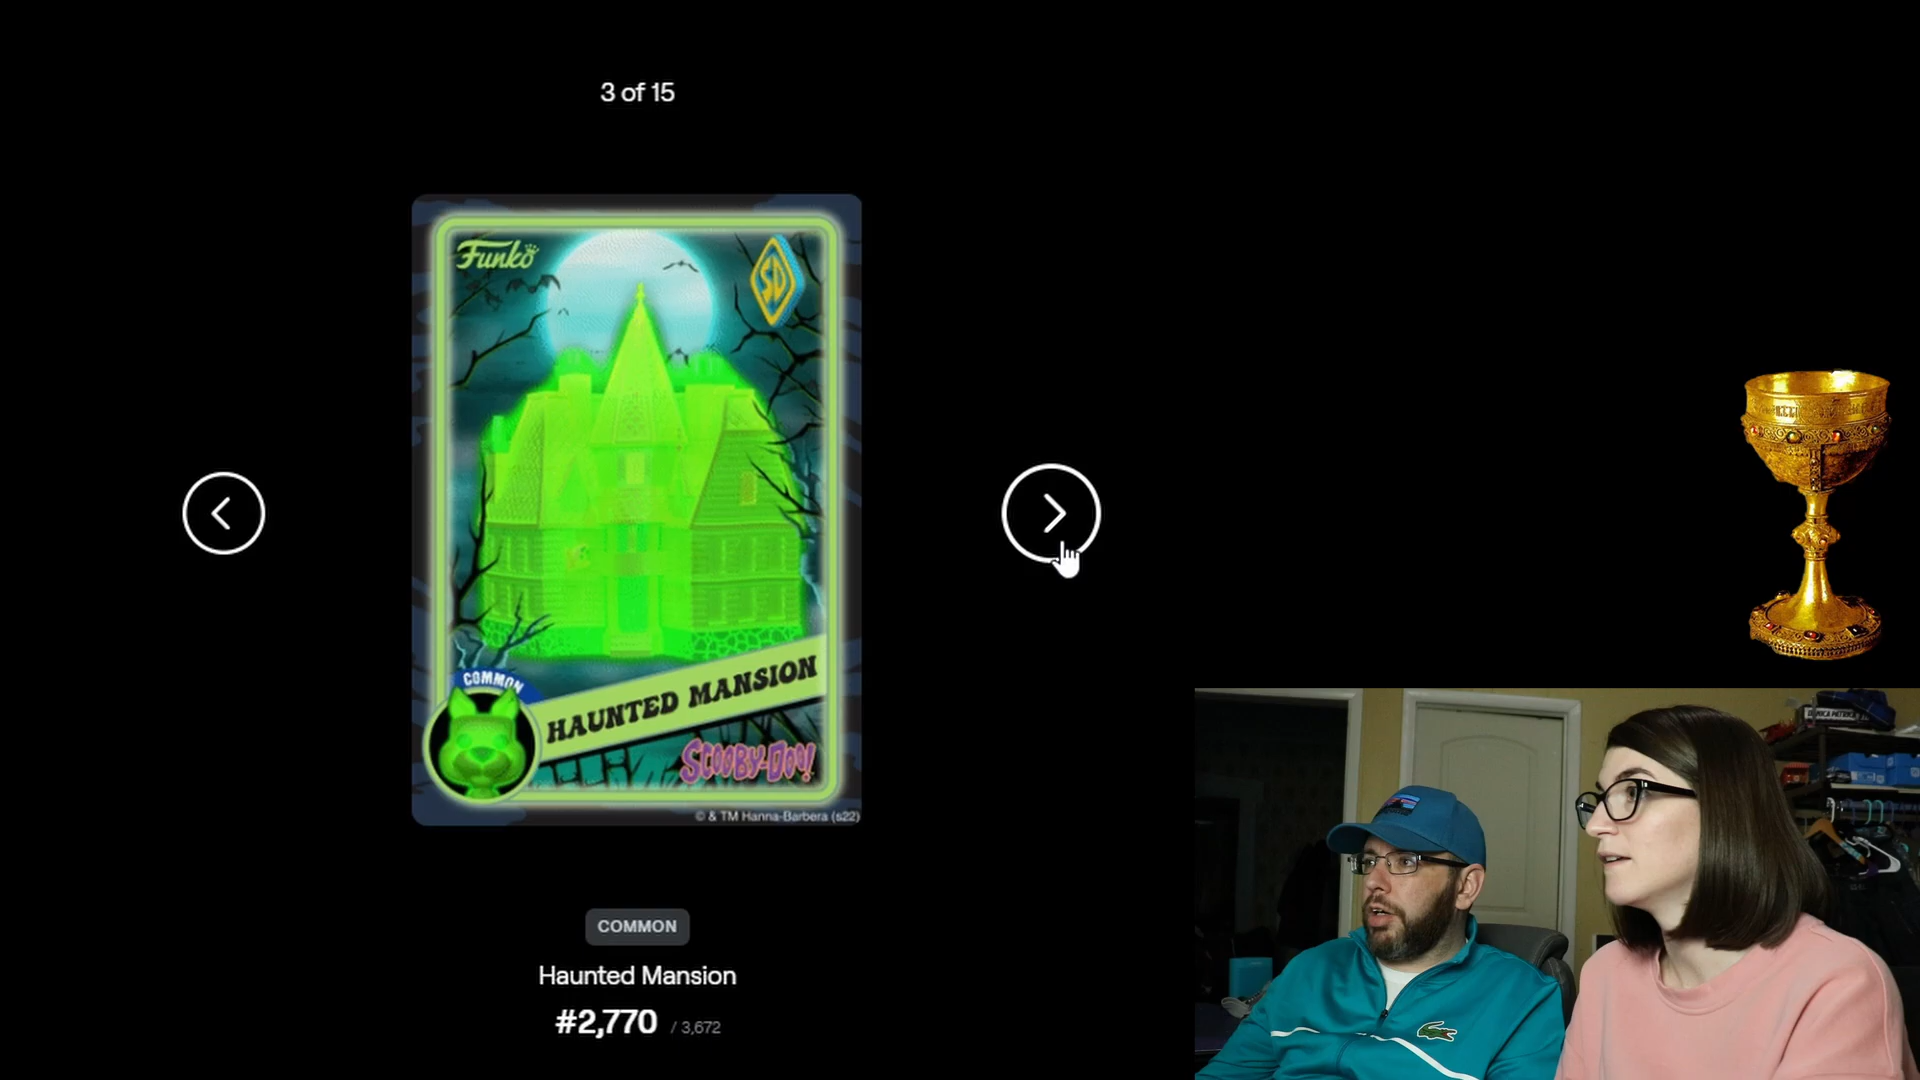 3 of 15
Funko
SD
COMMON
HAUNTED MANSION
SCOOBY-DOO!
© & TM Hanna-Barbera (s22)
COMMON
Haunted Mansion
#2,770 / 3,672